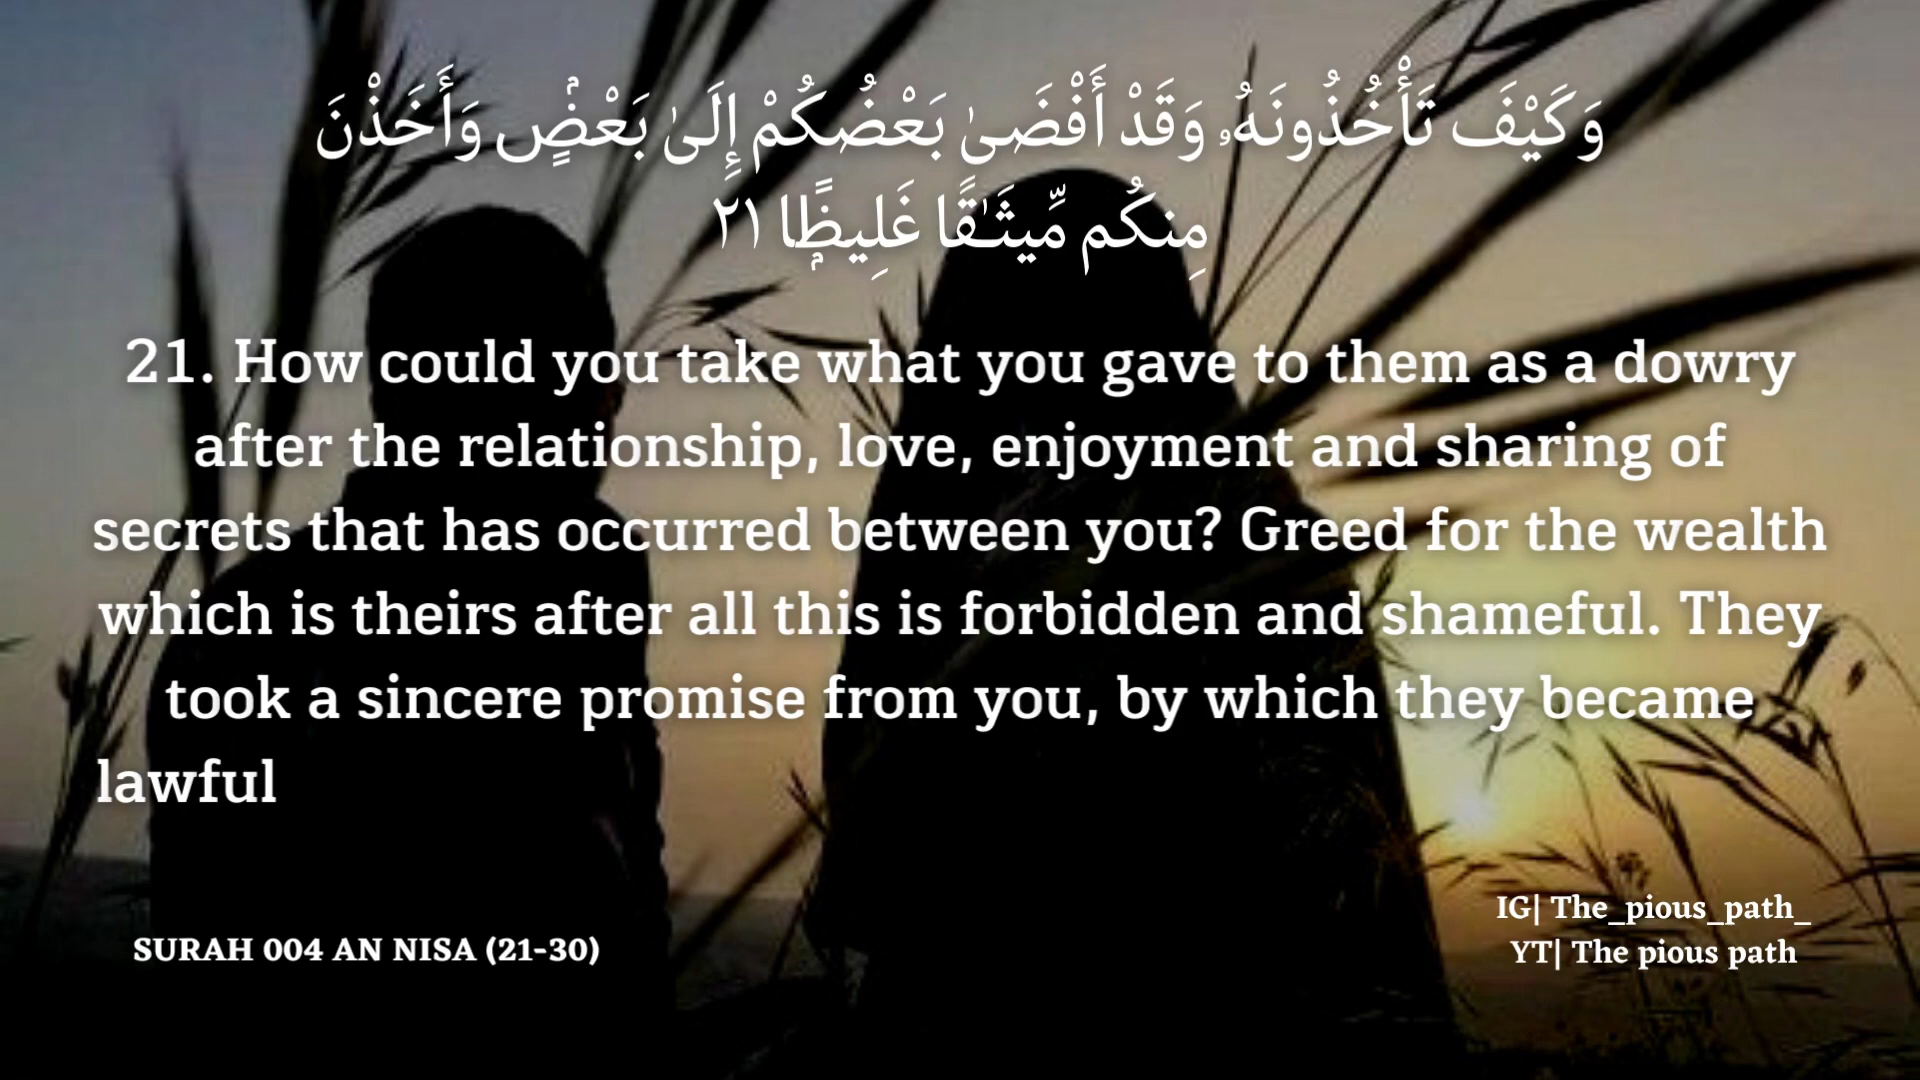 وَكَيْفَ تَأْخُذُونَهُۥ وَقَدْ أَفْضَىٰ بَعْضُكُمْ إِلَىٰ بَعْضٍۢ وَأَخَذْنَ
مِنكُم مِّيثَـٰقًا غَلِيظًۭا ٢١
21. How could you take what you gave to them as a dowry
after the relationship, love, enjoyment and sharing of
secrets that has occurred between you? Greed for the wealth
which is theirs after all this is forbidden and shameful. They
took a sincere promise from you, by which they became
lawful
SURAH 004 AN NISA (21-30)
IG| The_pious_path_
YT| The pious path